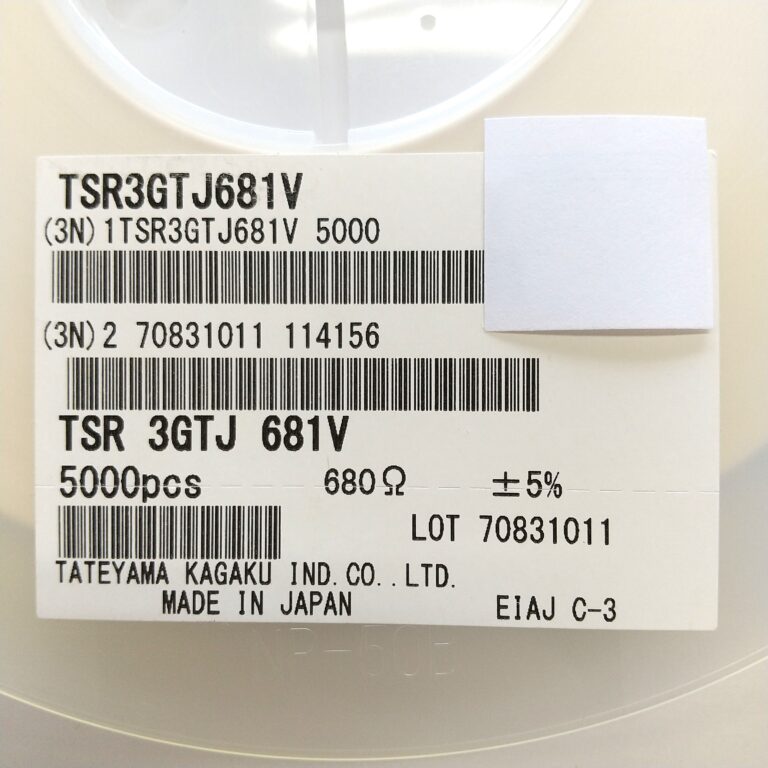 TSR3GTJ681V
(3N)1TSR3GTJ681V 5000
(3N)2 70831011 114156
TSR 3GTJ 681V
5000pcs 680Ω ±5%
LOT 70831011
TATEYAMA KAGAKU IND.CO.,LTD.
MADE IN JAPAN EIAJ C-3